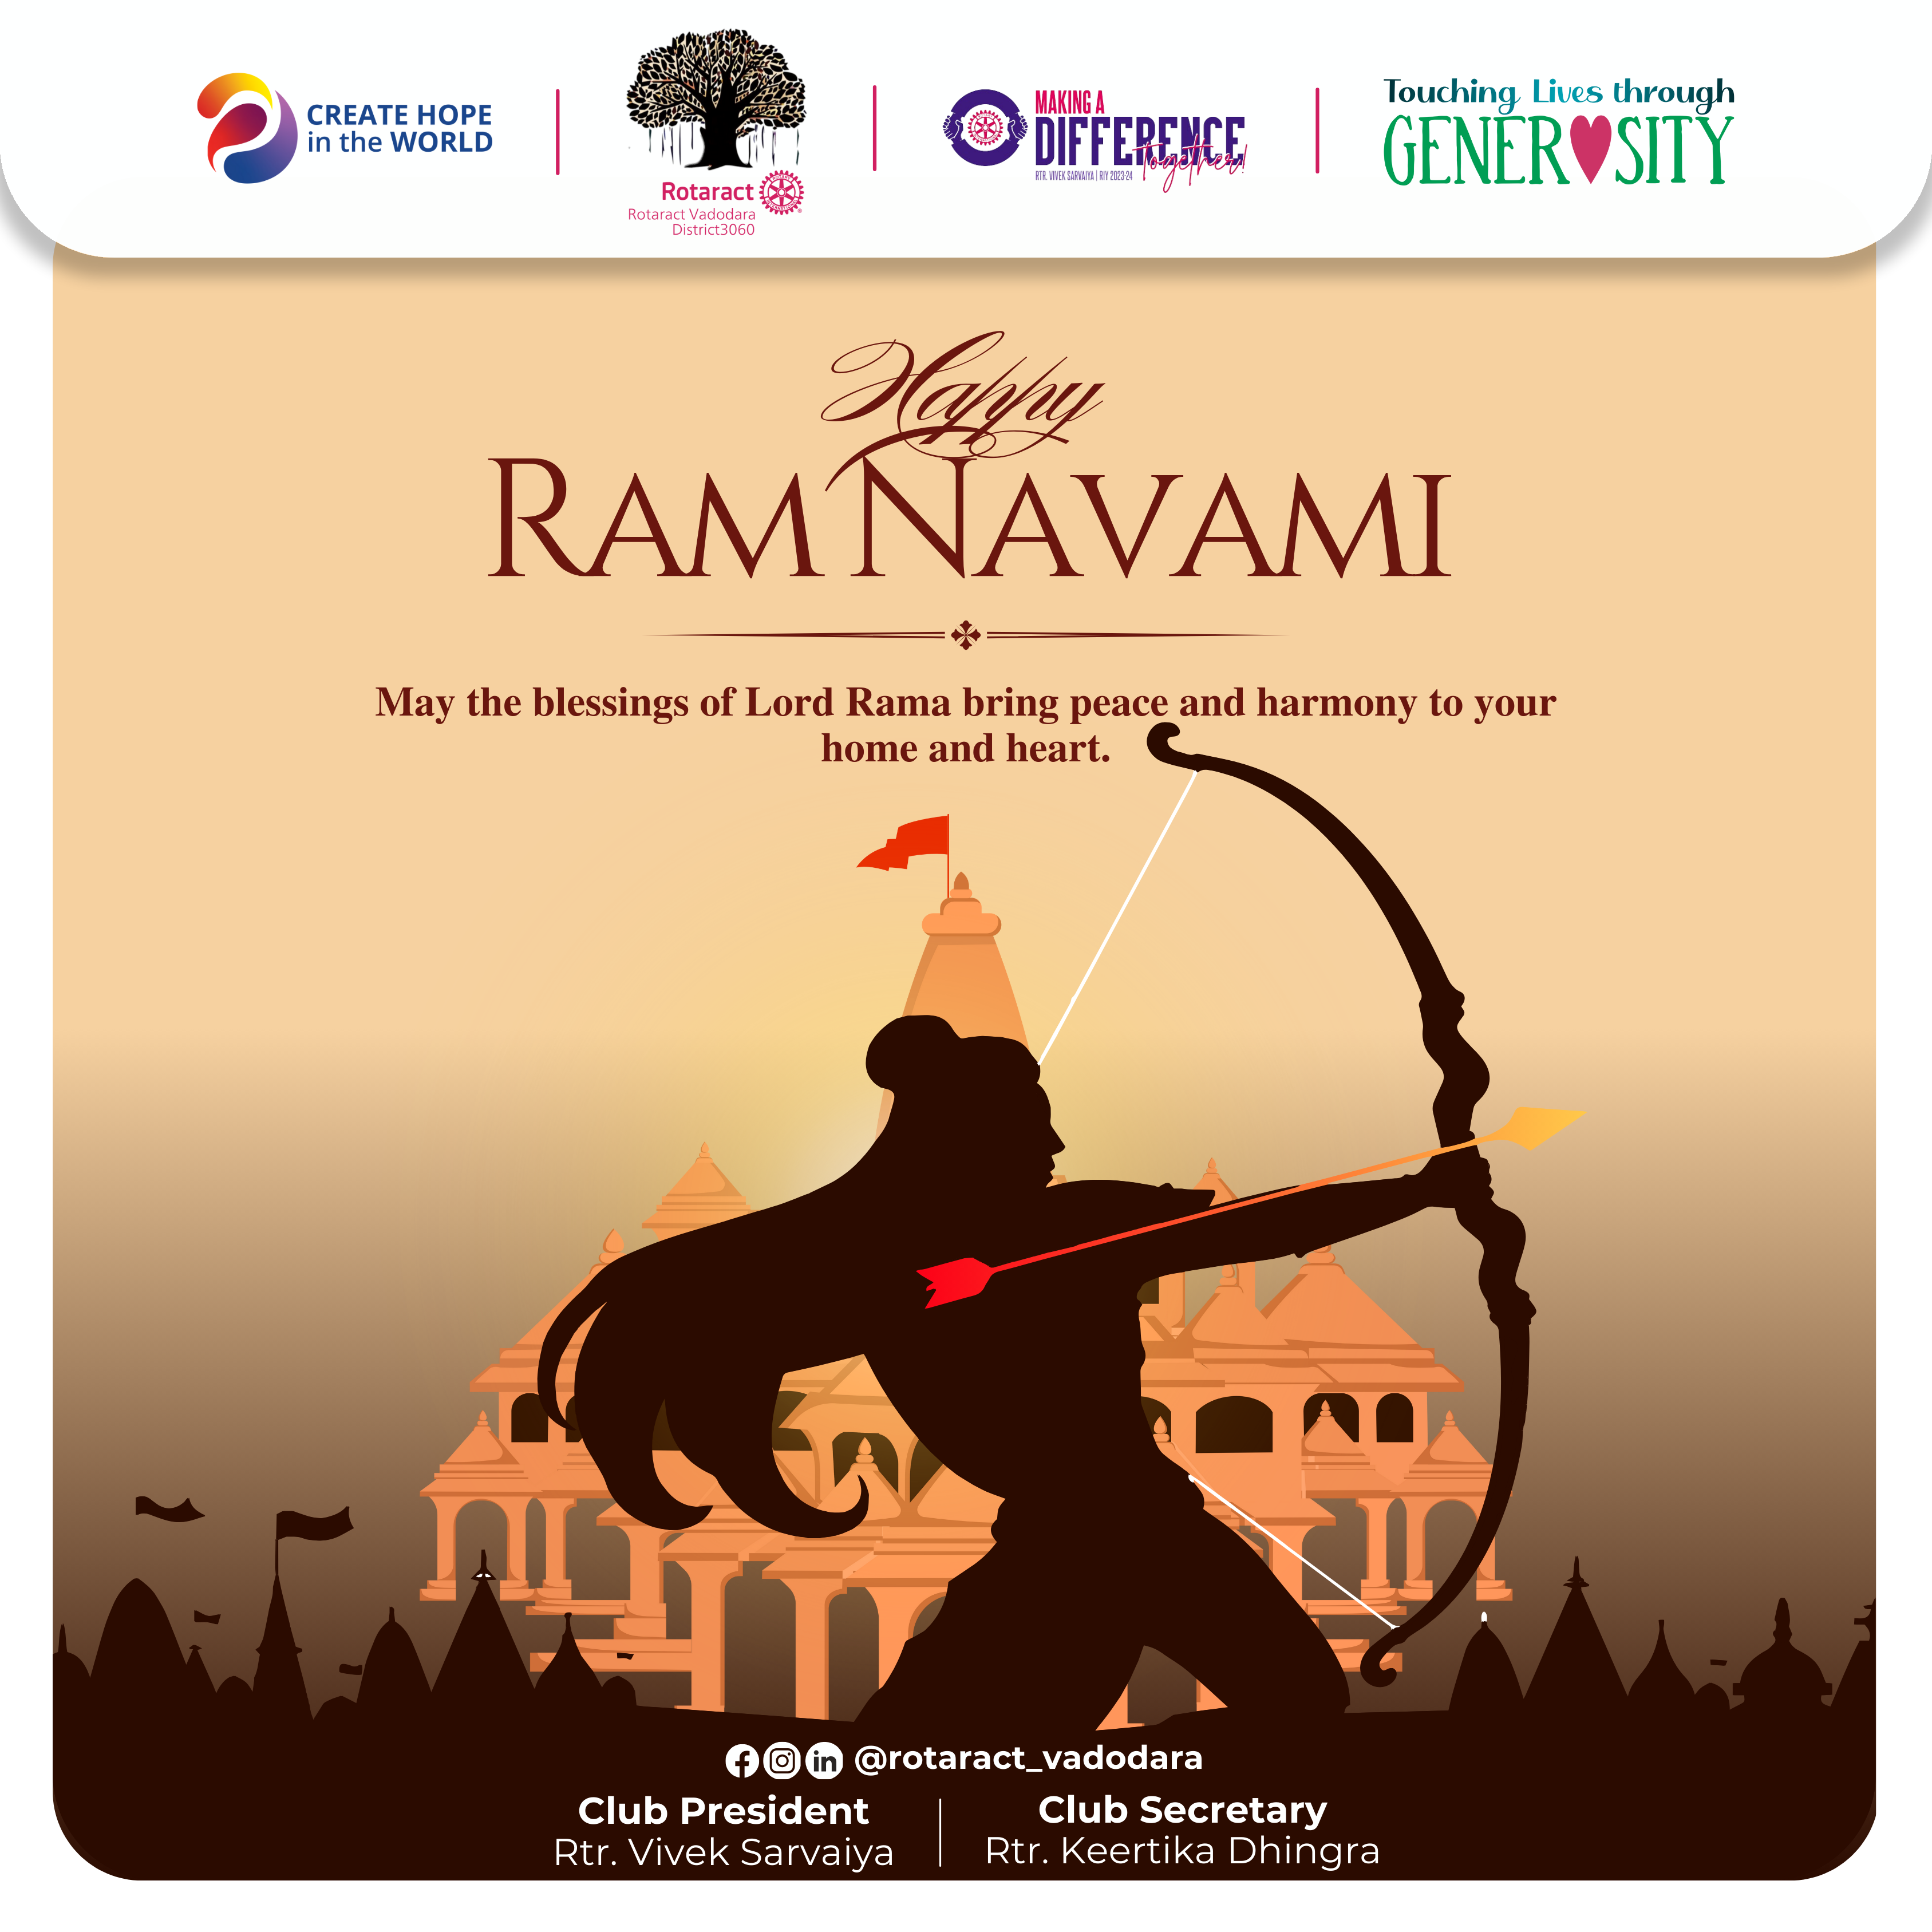 CREATE HOPE
in the WORLD
Rotaract
Rotaract Vadodara
District3060
MAKING A
DIFFERENCE
together!
RTR. VIVEK SARVAIYA | RIY 2023-24
Touching Lives through
GENEROSITY
Happy
RAM NAVAMI
May the blessings of Lord Rama bring peace and harmony to your
home and heart.
@rotaract_vadodara
Club President
Rtr. Vivek Sarvaiya
Club Secretary
Rtr. Keertika Dhingra